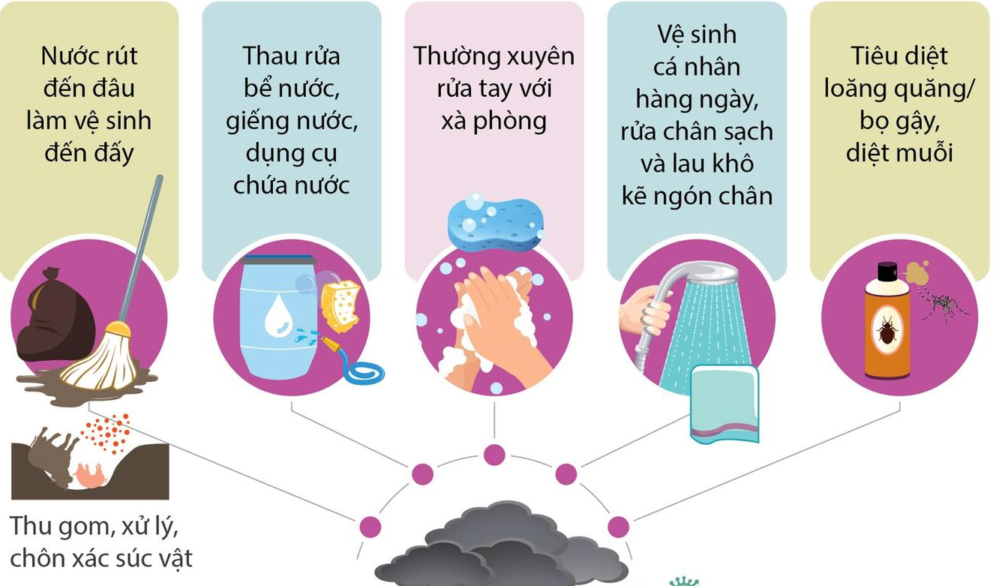 Nước rút
đến đâu
làm vệ sinh
đến đấy
Thau rửa
bể nước,
giếng nước,
dụng cụ
chứa nước
Thường xuyên
rửa tay với
xà phòng
Vệ sinh
cá nhân
hàng ngày,
rửa chân sạch
và lau khô
kẽ ngón chân
Tiêu diệt
loăng quăng/
bọ gậy,
diệt muỗi
Thu gom, xử lý,
chôn xác súc vật